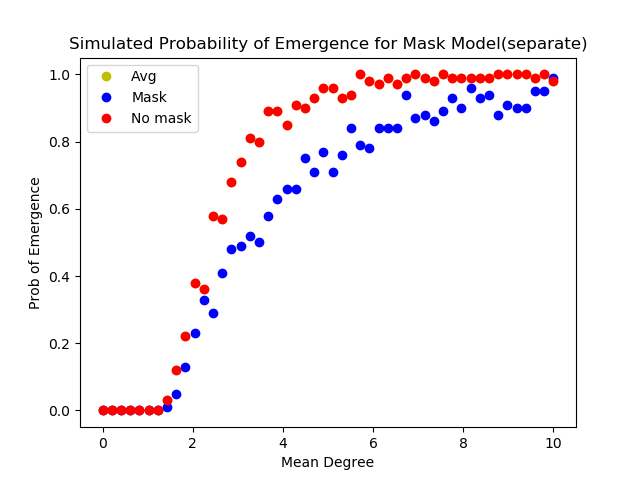 Simulated Probability of Emergence for Mask Model(separate)
1.0
0.8
0.6
0.4
0.2
0.0
Prob of Emergence
Avg
Mask
No mask
0 2 4 6 8 10
Mean Degree